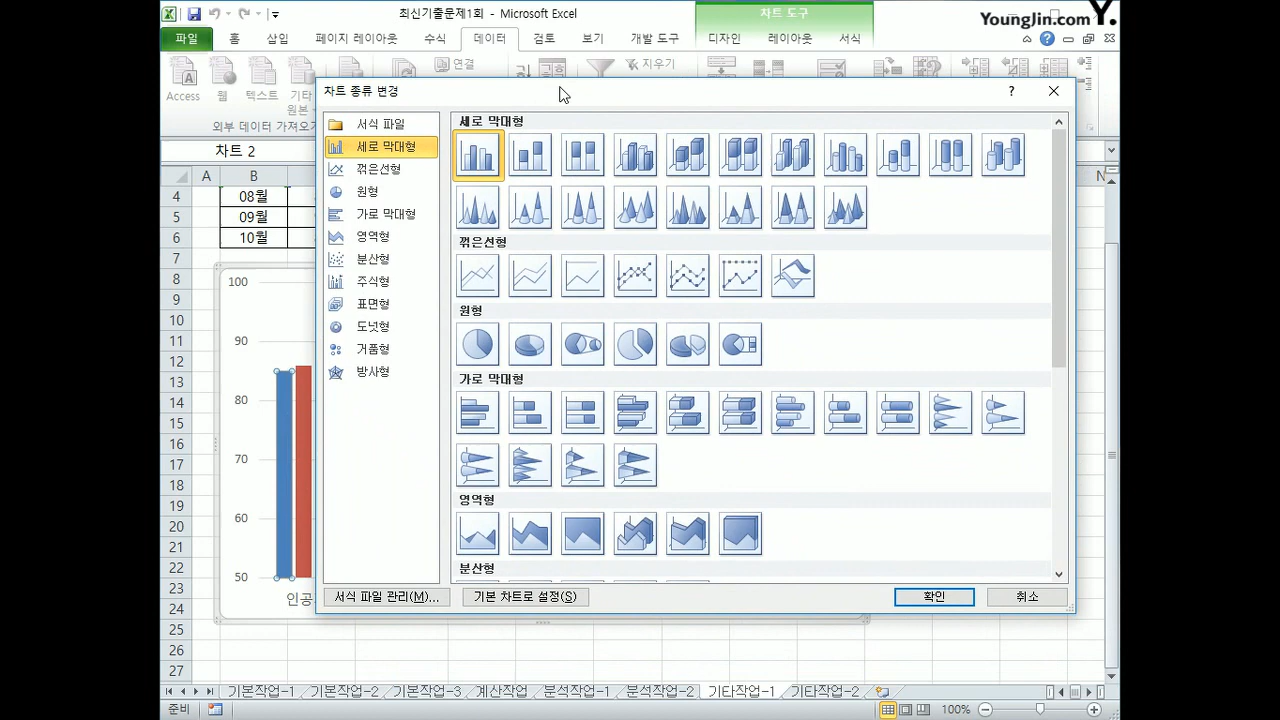 최신기출문제1회 - Microsoft Excel
차트 도구
YoungJin.com Y.
파일 홈 삽입 페이지 레이아웃 수식 데이터 검토 보기 개발 도구 디자인 레이아웃 서식
연결
지우기
Access 웹 텍스트 기타
원본
외부 데이터 가져오기
차트 종류 변경
차트 2
서식 파일
세로 막대형
꺾은선형
원형
가로 막대형
영역형
분산형
주식형
표면형
도넛형
거품형
방사형
세로 막대형
꺾은선형
원형
가로 막대형
영역형
분산형
서식 파일 관리(M)... 기본 차트로 설정(S) 확인 취소
A B N
4 08월
5 09월
6 10월
7
8
9
10
11
12
13
14
15
16
17
18
19
20
21
22
23
24
25
26
27
100
90
80
70
60
50
인공
기본작업-1 기본작업-2 기본작업-3 계산작업 분석작업-1 분석작업-2 기타작업-1 기타작업-2
준비 100%